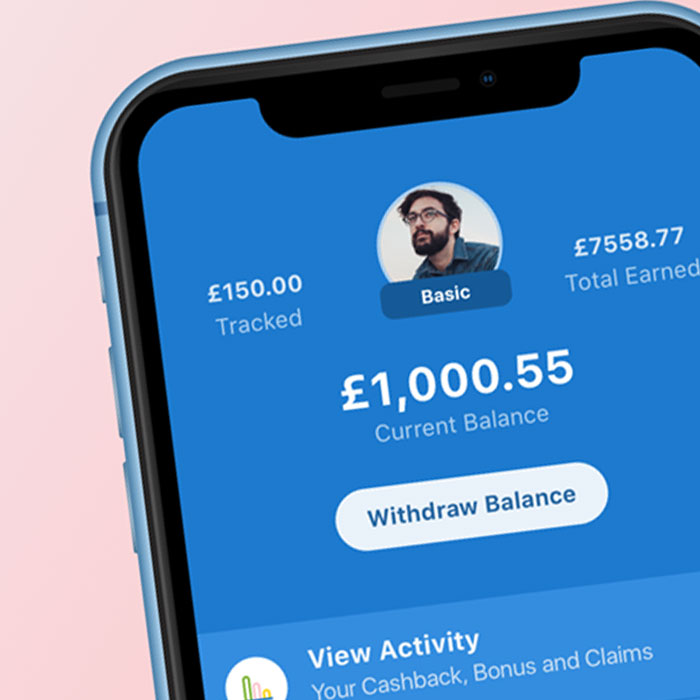 £150.00
Tracked
Basic
£7558.77
Total Earned
£1,000.55
Current Balance
Withdraw Balance
View Activity
Your Cashback, Bonus and Claims